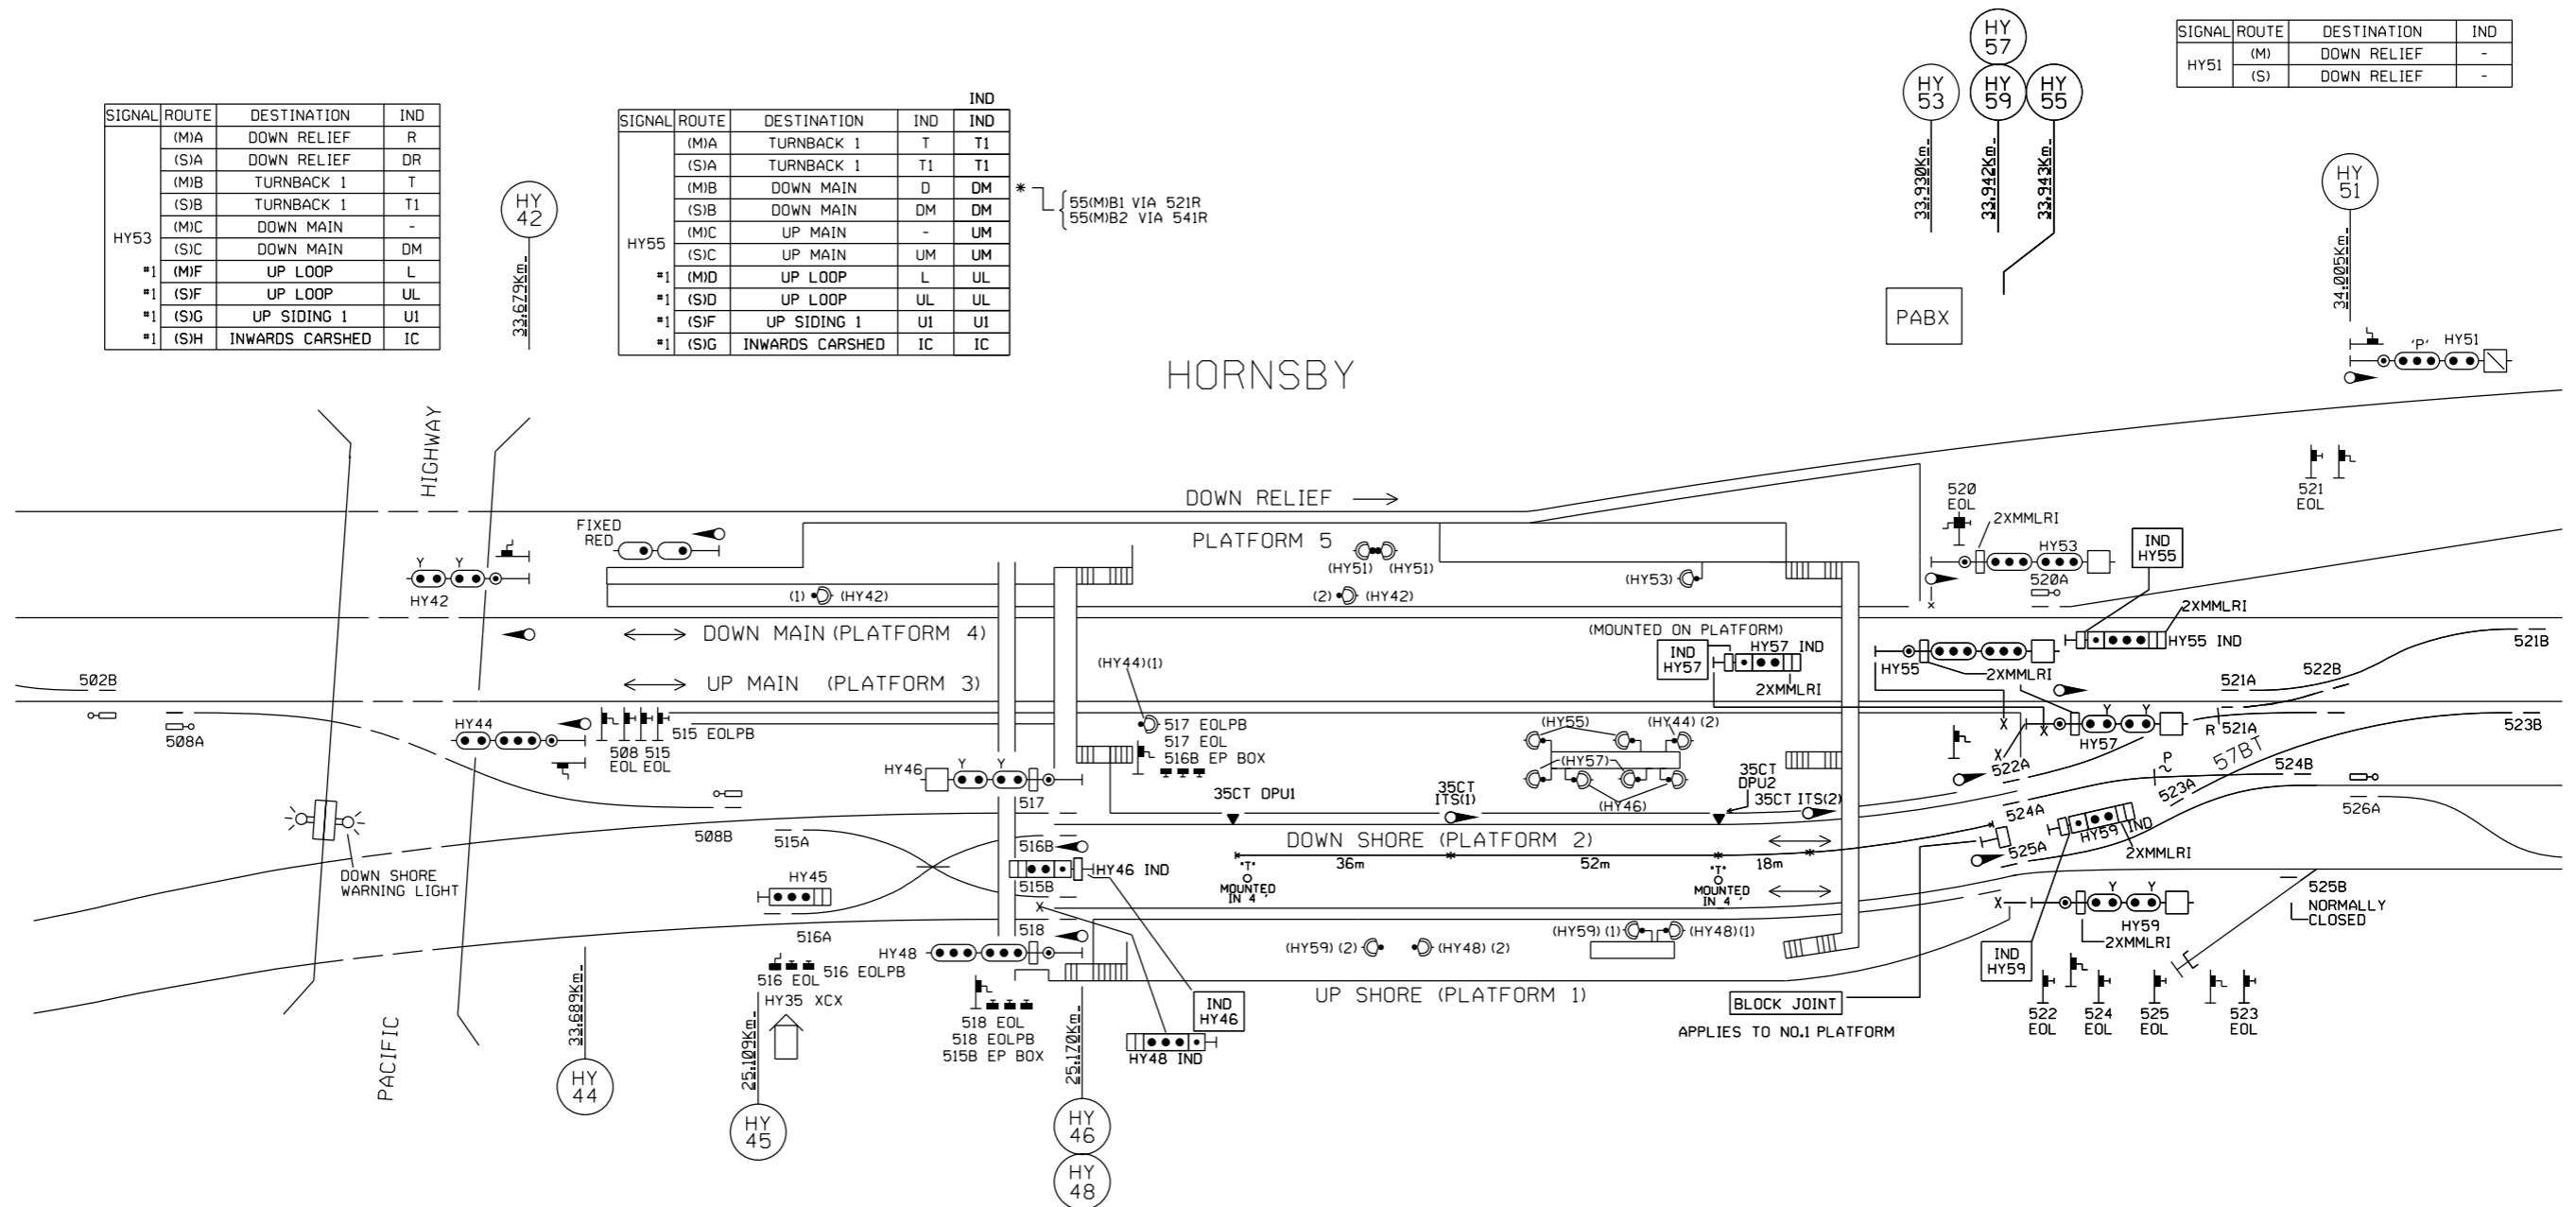 SIGNAL ROUTE DESTINATION IND
HY53
(M)A DOWN RELIEF R
(S)A DOWN RELIEF DR
(M)B TURNBACK 1 T
(S)B TURNBACK 1 T1
(M)C DOWN MAIN -
(S)C DOWN MAIN DM
#1 (M)F UP LOOP L
#1 (S)F UP LOOP UL
#1 (S)G UP SIDING 1 U1
#1 (S)H INWARDS CARSHED IC
HY
42
33.679Km
IND
SIGNAL ROUTE DESTINATION IND IND
HY55
(M)A TURNBACK 1 T T1
(S)A TURNBACK 1 T1 T1
(M)B DOWN MAIN D DM *
(S)B DOWN MAIN DM DM
(M)C UP MAIN - UM
(S)C UP MAIN UM UM
#1 (M)D UP LOOP L UL
#1 (S)D UP LOOP UL UL
#1 (S)F UP SIDING 1 U1 U1
#1 (S)G INWARDS CARSHED IC IC
55(M)B1 VIA 521R
55(M)B2 VIA 541R
HY
57
HY
53
HY
59
HY
55
33.930Km
33.942Km
33.943Km
PABX
SIGNAL ROUTE DESTINATION IND
HY51
(M) DOWN RELIEF -
(S) DOWN RELIEF -
HY
51
34.005Km
'P' HY51
HORNSBY
HIGHWAY
PACIFIC
DOWN RELIEF
PLATFORM 5
FIXED
RED
Y Y
HY42
(1) (HY42)
(2) (HY42)
(HY51) (HY51)
(HY53)
520
EOL
2XMMLRI
HY53
520A
IND
HY55
521
EOL
DOWN MAIN (PLATFORM 4)
UP MAIN (PLATFORM 3)
(MOUNTED ON PLATFORM)
IND
HY57
HY57 IND
2XMMLRI
HY55
2XMMLRI
2XMMLRI
HY55 IND
521B
522B
521A
502B
508A
HY44
508
EOL
515
EOL
515 EOLPB
(HY44)(1)
517 EOLPB
517 EOL
516B EP BOX
(HY55)
(HY44) (2)
(HY57)
(HY46)
Y Y
HY57
R 521A
523B
57BT
522A
P
523A
524B
524A
526A
HY46
Y Y
517
35CT DPU1
35CT
ITS(1)
35CT
DPU2
35CT ITS(2)
508B
515A
516B
DOWN SHORE (PLATFORM 2)
36m
52m
18m
"T"
MOUNTED
IN 4 '
"T"
MOUNTED
IN 4 '
HY59 IND
2XMMLRI
525A
DOWN SHORE
WARNING LIGHT
HY45
HY46 IND
515B
516A
518
HY48
516 EOL
516 EOLPB
HY35 XCX
518 EOL
518 EOLPB
515B EP BOX
(HY59) (2)
(HY48) (2)
(HY59) (1)
(HY48)(1)
Y Y
HY59
2XMMLRI
525B
NORMALLY
CLOSED
IND
HY59
522
EOL
524
EOL
525
EOL
523
EOL
UP SHORE (PLATFORM 1)
BLOCK JOINT
APPLIES TO NO.1 PLATFORM
IND
HY46
HY48 IND
33.689Km
HY
44
25.109Km
HY
45
25.170Km
HY
46
HY
48